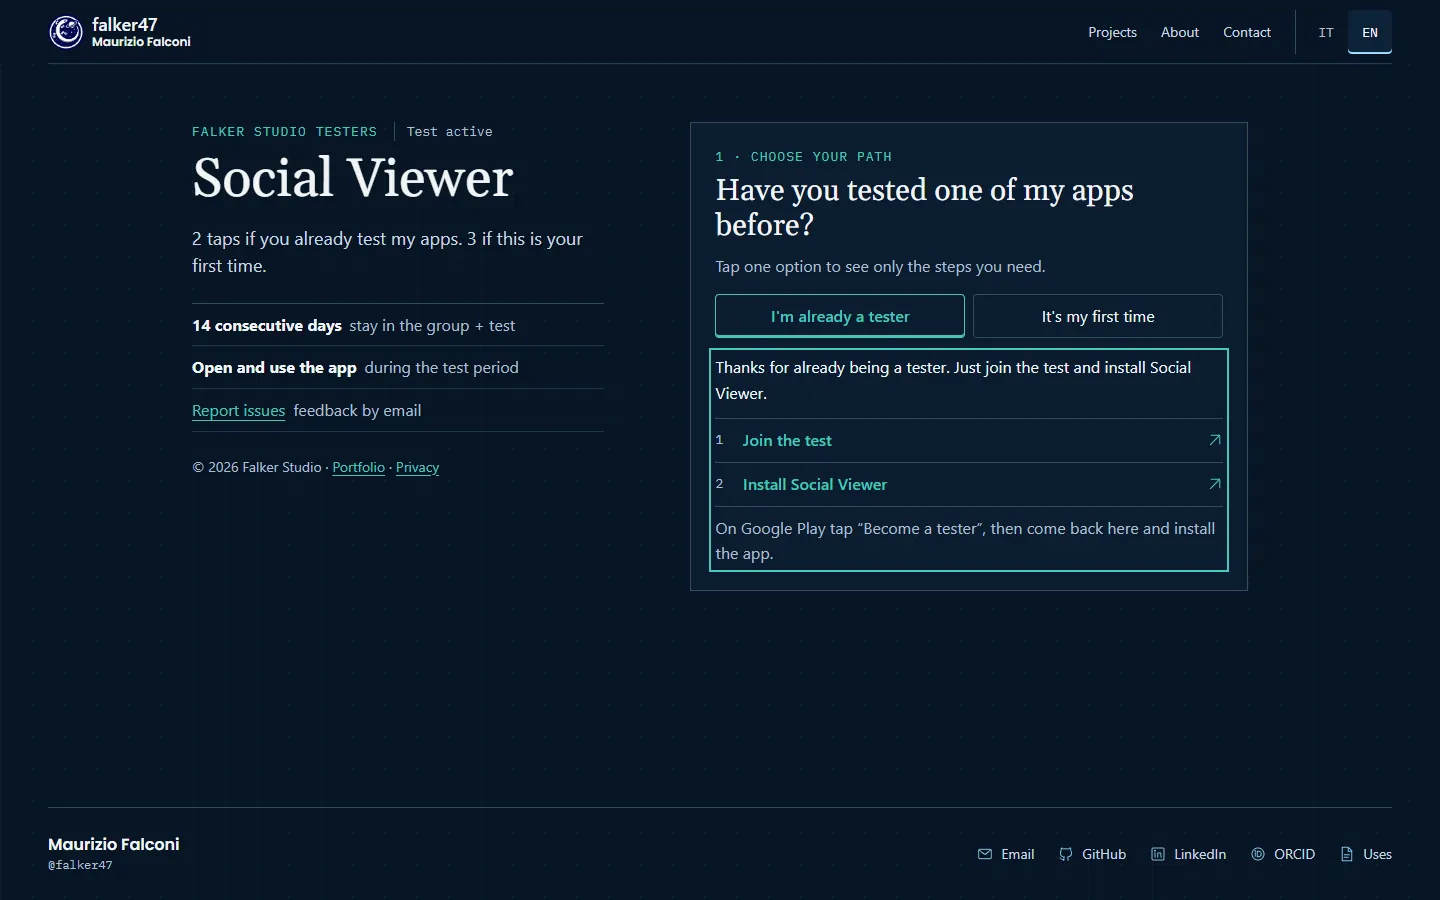 falker47
Maurizio Falconi
Projects
About
Contact
IT
EN
FALKER STUDIO TESTERS
Test active
Social Viewer
2 taps if you already test my apps. 3 if this is your
first time.
14 consecutive days stay in the group + test
Open and use the app during the test period
Report issues feedback by email
© 2026 Falker Studio · Portfolio · Privacy
1 · CHOOSE YOUR PATH
Have you tested one of my apps
before?
Tap one option to see only the steps you need.
I'm already a tester
It's my first time
Thanks for already being a tester. Just join the test and install Social
Viewer.
1 Join the test
2 Install Social Viewer
On Google Play tap “Become a tester”, then come back here and install
the app.
Maurizio Falconi
@falker47
Email
GitHub
LinkedIn
ORCID
Uses